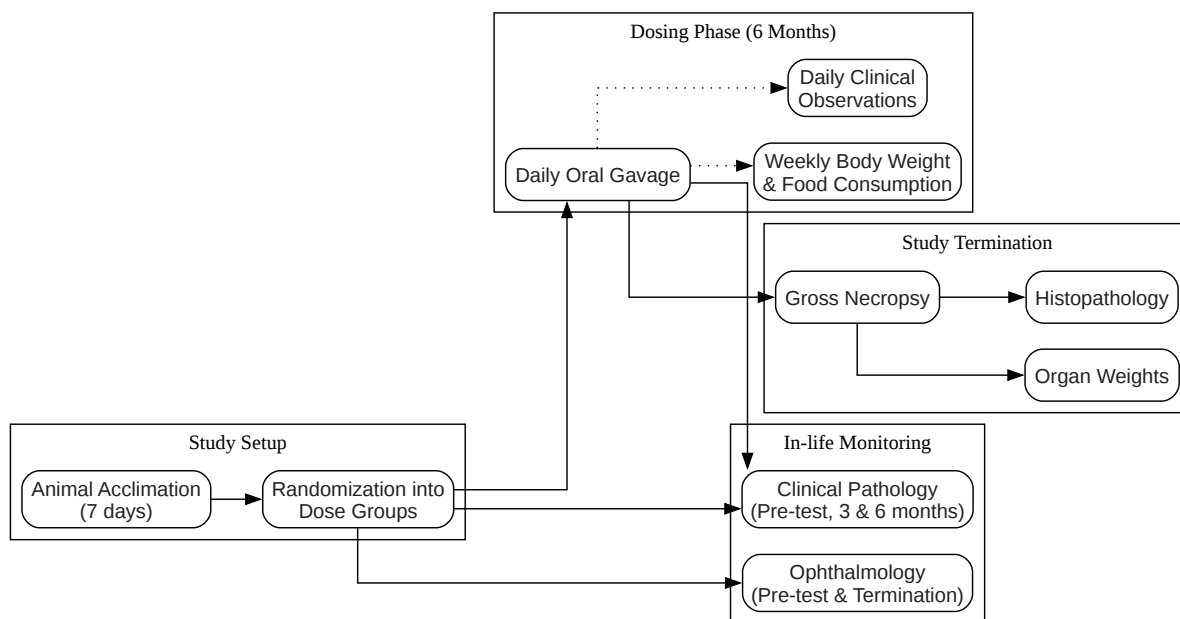 Dosing Phase (6 Months)
Daily Clinical
Observations
Daily Oral Gavage
Weekly Body Weight
& Food Consumption
Study Termination
Gross Necropsy
Histopathology
Organ Weights
Study Setup
Animal Acclimation
(7 days)
Randomization into
Dose Groups
In-life Monitoring
Clinical Pathology
(Pre-test, 3 & 6 months)
Ophthalmology
(Pre-test & Termination)